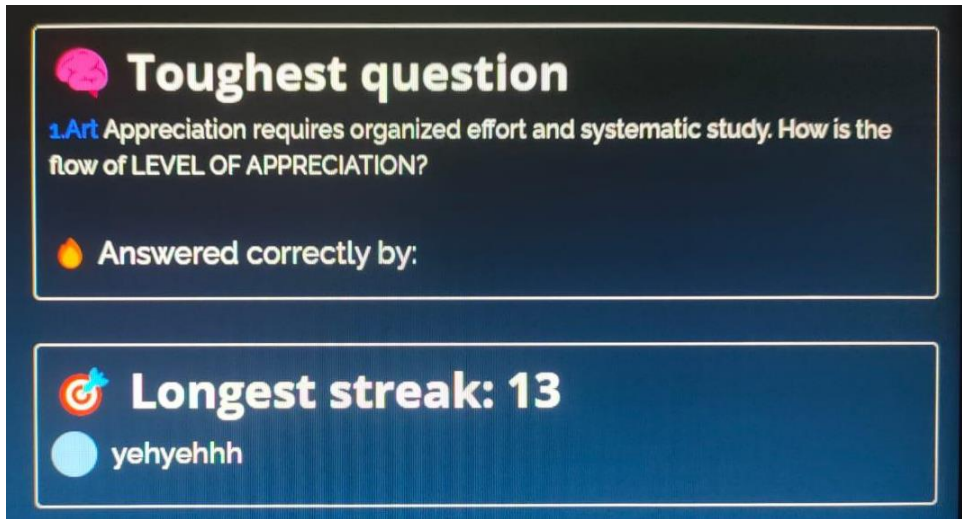 Toughest question
1.Art Appreciation requires organized effort and systematic study. How is the
flow of LEVEL OF APPRECIATION?
Answered correctly by:
Longest streak: 13
yehyehhh